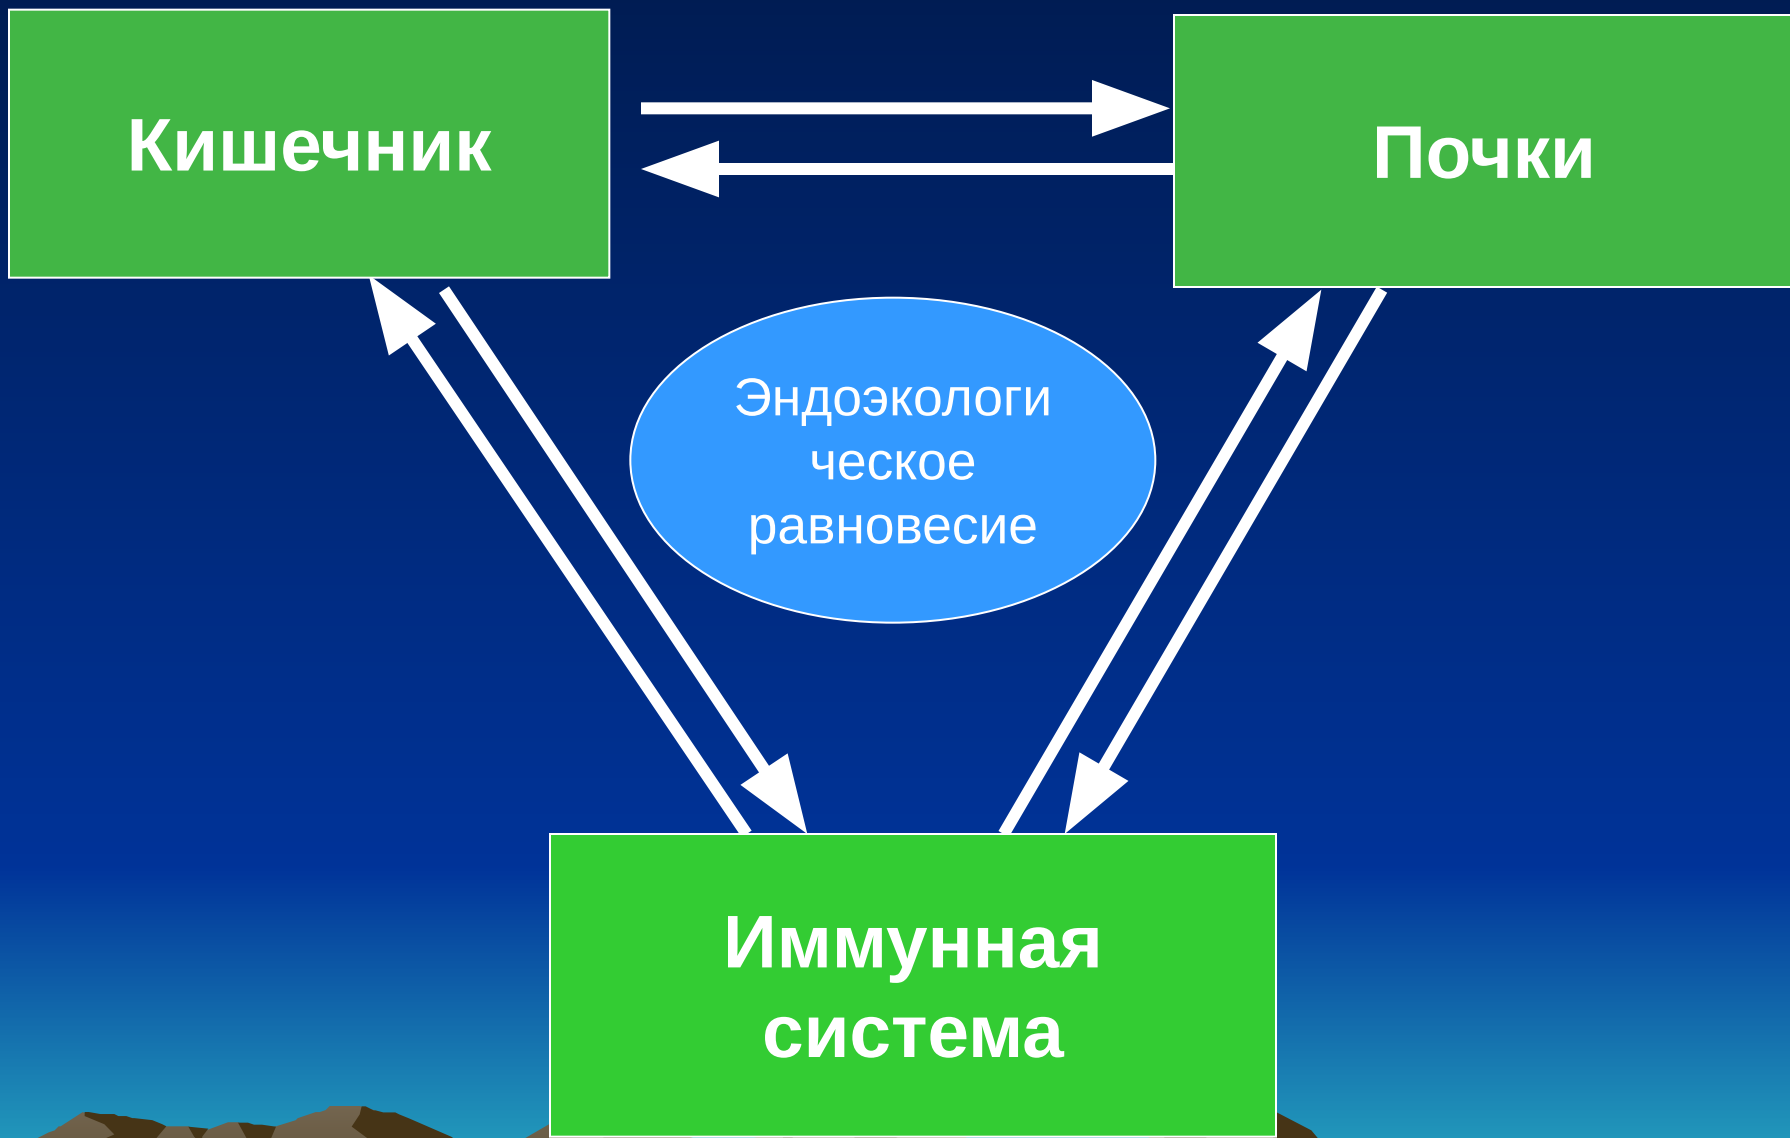 Кишечник
Почки
Эндоэкологи
ческое
равновесие
Иммунная
система